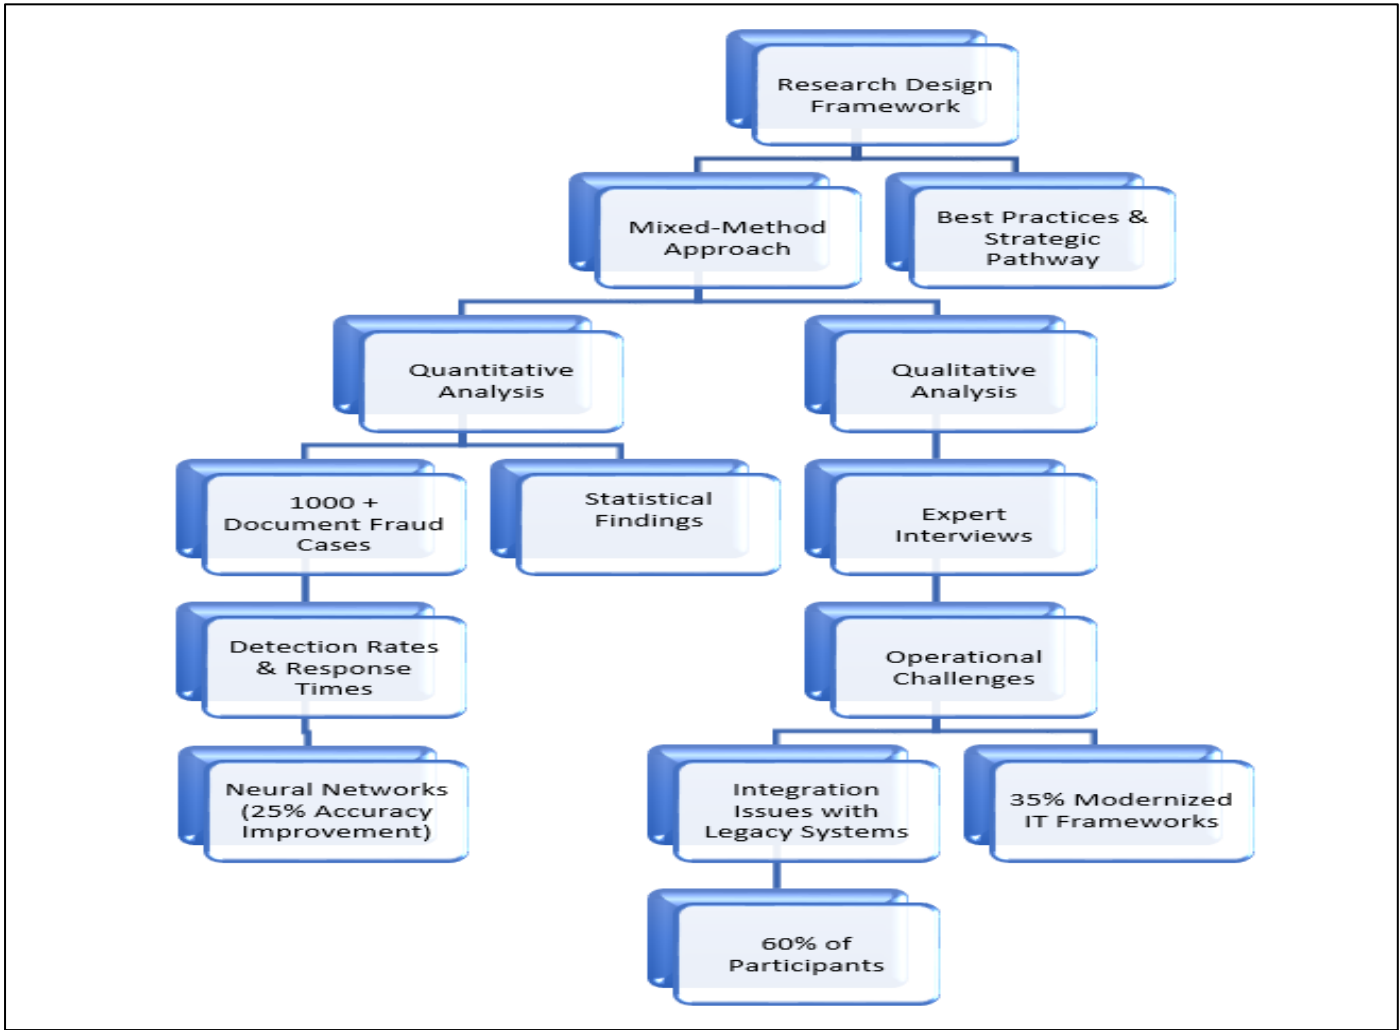 Research Design
Framework
Mixed-Method
Approach
Best Practices &
Strategic
Pathway
Quantitative
Analysis
Qualitative
Analysis
1000 +
Document Fraud
Cases
Statistical
Findings
Expert
Interviews
Detection Rates
& Response
Times
Operational
Challenges
Neural Networks
(25% Accuracy
Improvement)
Integration
Issues with
Legacy Systems
35% Modernized
IT Frameworks
60% of
Participants